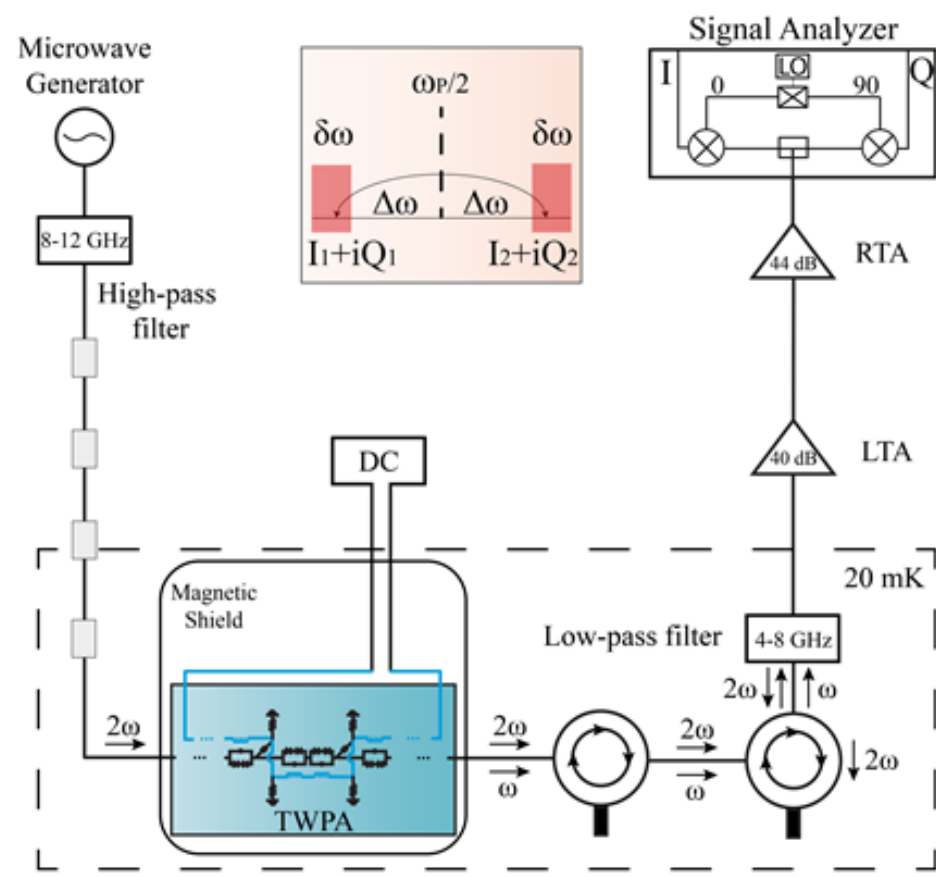 Microwave
Generator
8-12 GHz
High-pass
filter
ωP/2
δω
δω
Δω
Δω
I1+iQ1
I2+iQ2
Signal Analyzer
I
0
LO
90
Q
44 dB
RTA
40 dB
LTA
DC
20 mK
Magnetic
Shield
Low-pass filter
4-8 GHz
2ω
ω
2ω
...
...
...
...
TWPA
2ω
ω
2ω
ω
2ω